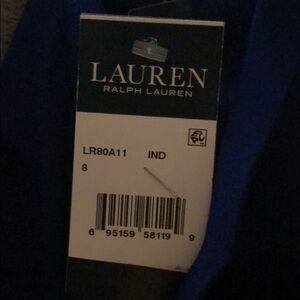 LAUREN
RALPH LAUREN
LR80A11 IND
8
6 95159 58119 9